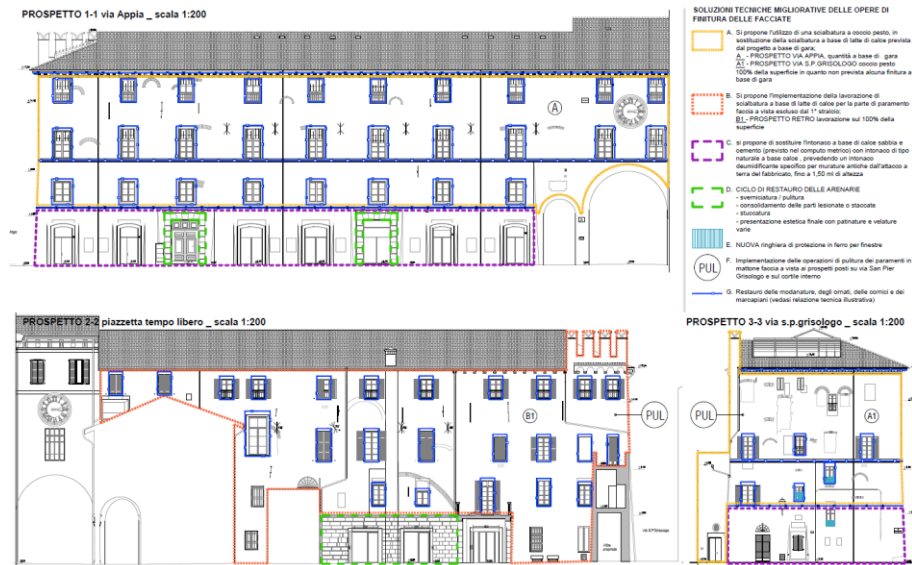 PROSPETTO 1-1 via Appia _ scala 1:200
A
SOLUZIONI TECNICHE MIGLIORATIVE DELLE OPERE DI
FINITURA DELLE FACCIATE
A. Si propone l'utilizzo di una scialbatura a coccio pesto, in
sostituzione della scialbatura a base di latte di calce prevista
dal progetto a base di gara;
A - PROSPETTO VIA APPIA, quantità a base di gara
A1 - PROSPETTO VIA S.P.GRISOLOGO coccio pesto
100% della superficie in quanto non prevista alcuna finitura a
base di gara
B. Si propone l'implementazione della lavorazione di
scialbatura a base di latte di calce per la parte di paramento
faccia a vista escluso dal 1° stralcio;
B1 - PROSPETTO RETRO lavorazione sul 100% della
superficie
C. si propone di sostituire l'intonaco a base calce sabbia e
cemento (previsto nel computo metrico) con intonaco di tipo
naturale a base calce , prevedendo un intonaco
deumidificante specifico per murature antiche dall'attacco a
terra del fabbricato, fino a 1,50 ml di altezza
D. CICLO DI RESTAURO DELLE ARENARIE
- sverniciatura / pulitura
- consolidamento delle parti lesionate o staccate
- stuccatura
- presentazione estetica finale con patinature e velature
varie
E. NUOVA ringhiera di protezione in ferro per finestre
PUL
F. Implementazione delle operazioni di pulitura dei paramenti in
mattone faccia a vista ai prospetti posti su via San Pier
Grisologo e sul cortile interno
G. Restauro delle modanature, degli ornati, delle cornici e dei
marcapiani (vedasi relazione tecnica illustrativa)
PROSPETTO 2-2 piazzetta tempo libero _ scala 1:200
B1
PUL
PROSPETTO 3-3 via s.p.grisologo _ scala 1:200
PUL
A1